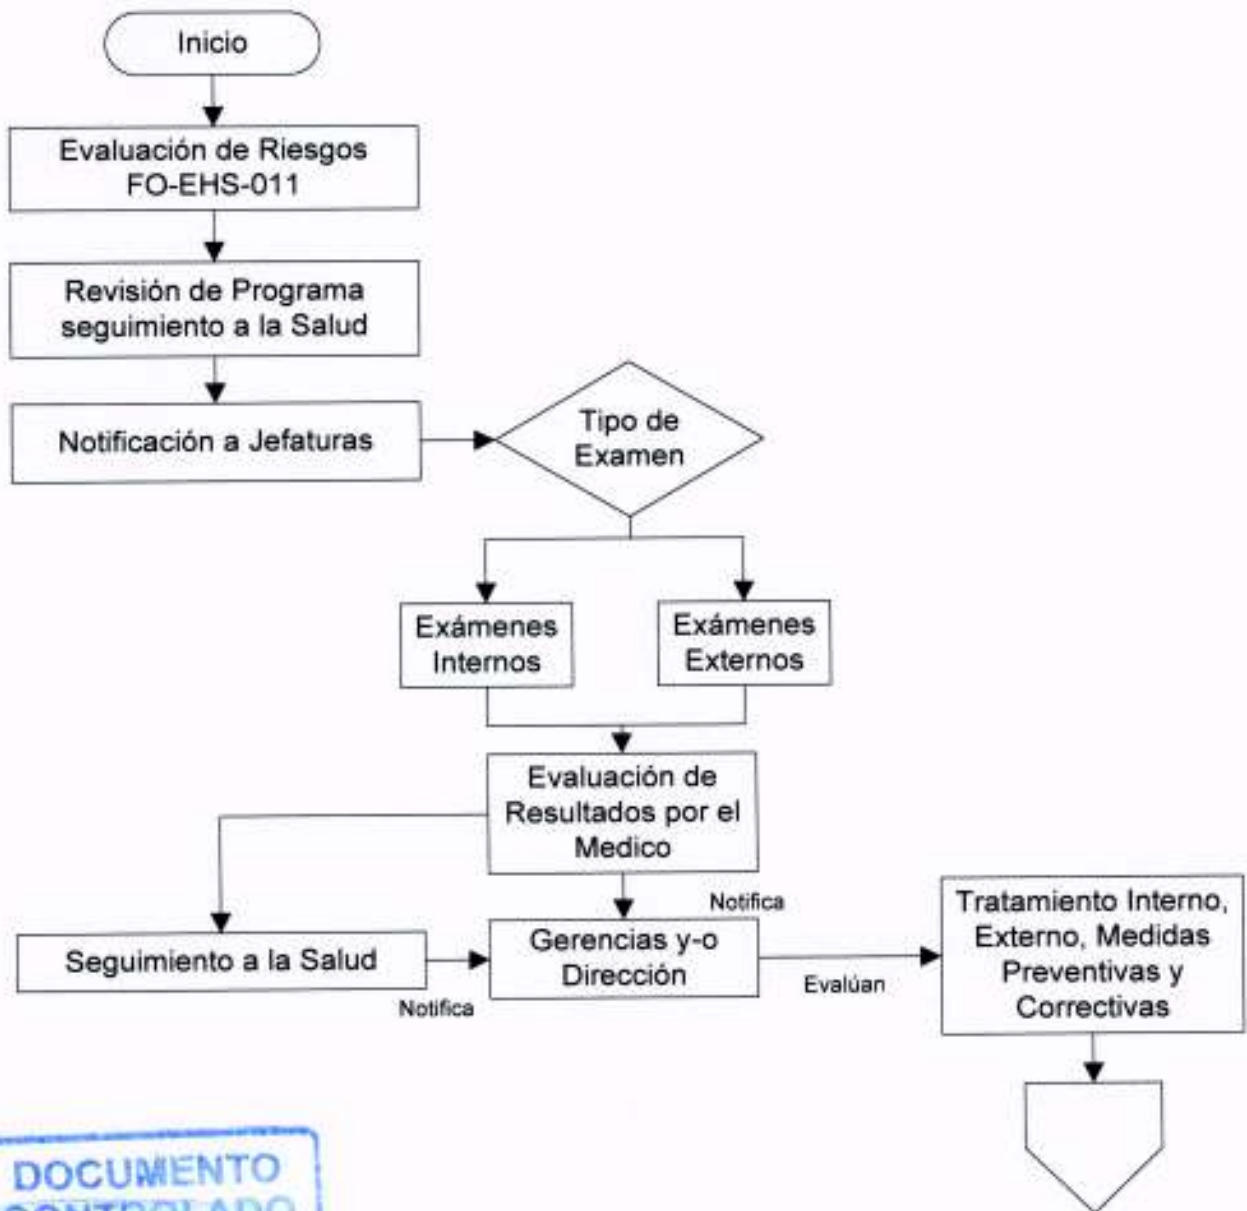 Inicio
Evaluación de Riesgos
FO-EHS-011
Revisión de Programa
seguimiento a la Salud
Notificación a Jefaturas
Tipo de
Examen
Exámenes
Internos
Exámenes
Externos
Evaluación de
Resultados por el
Medico
Notifica
Seguimiento a la Salud
Notifica
Gerencias y-o
Dirección
Evalúan
Tratamiento Interno,
Externo, Medidas
Preventivas y
Correctivas
DOCUMENTO
CONTROLADO